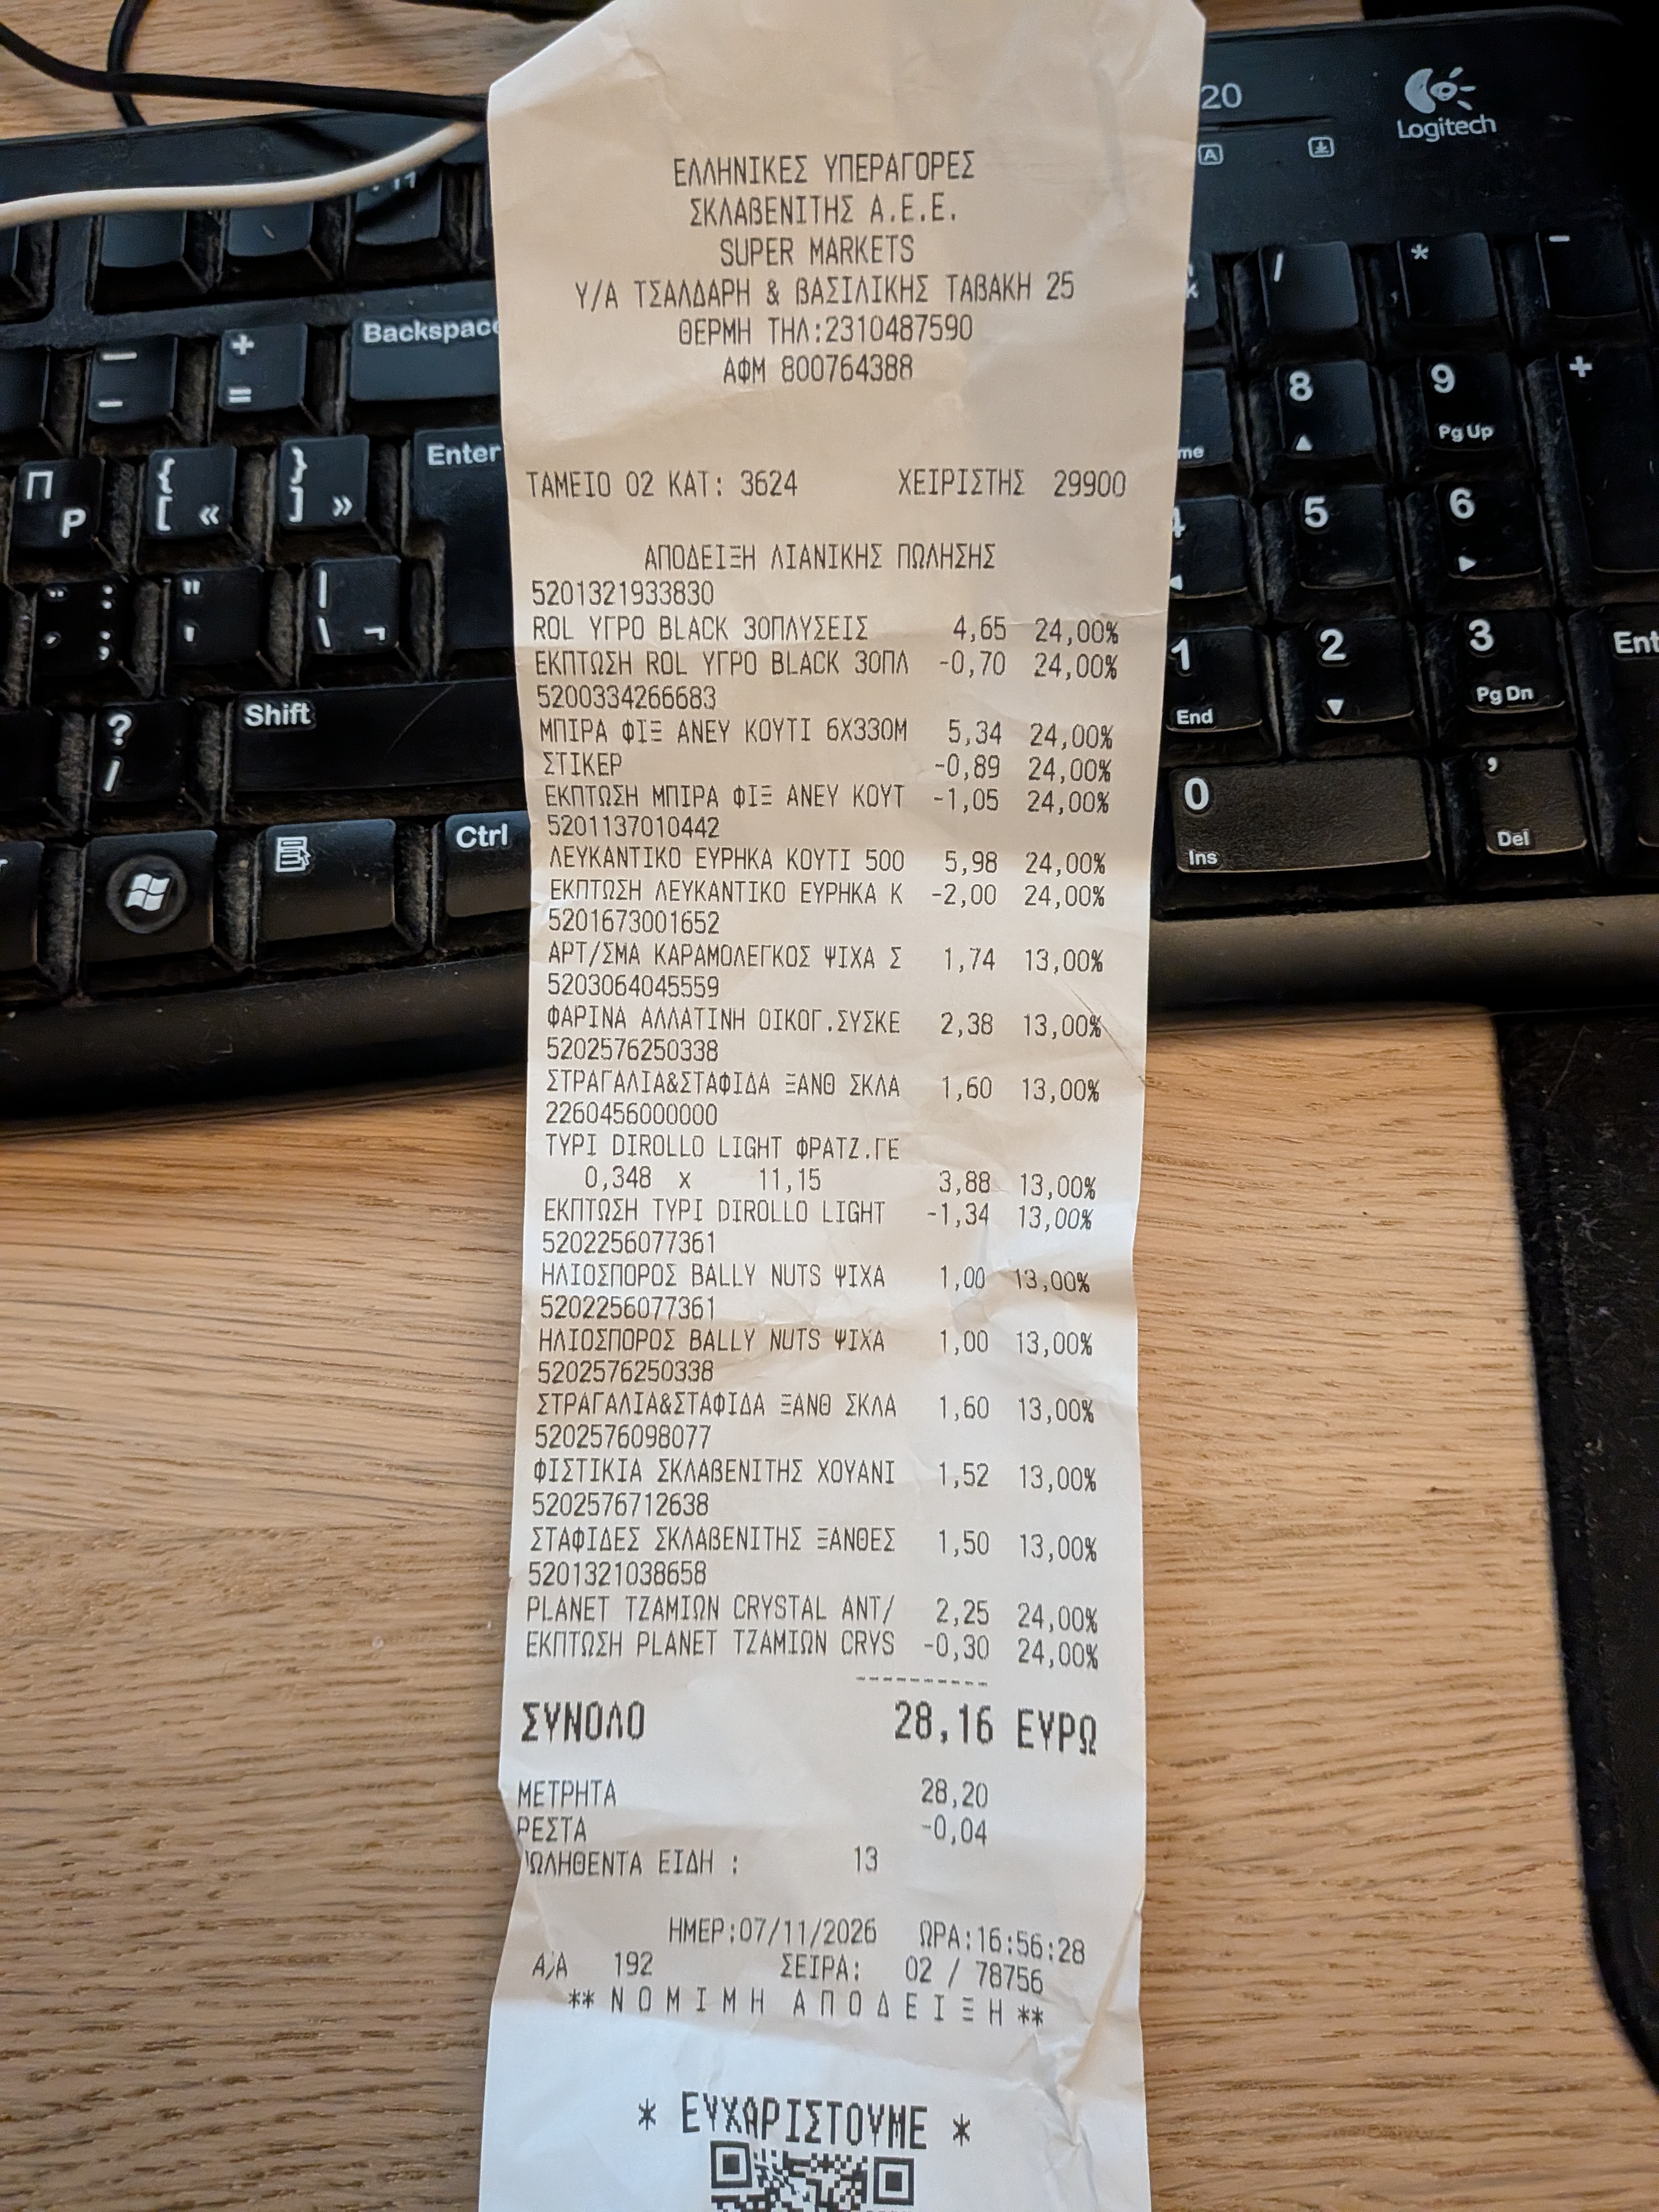 20
Logitech
Backspace
Enter
Shift
Ctrl
Pg Up
Pg Dn
End
Ins
Del
ΕΛΛΗΝΙΚΕΣ ΥΠΕΡΑΓΟΡΕΣ
ΣΚΛΑΒΕΝΙΤΗΣ Α.Ε.Ε.
SUPER MARKETS
Υ/Α ΤΣΑΛΔΑΡΗ & ΒΑΣΙΛΙΚΗΣ ΤΑΒΑΚΗ 25
ΘΕΡΜΗ ΤΗΛ:2310487590
ΑΦΜ 800764388
ΤΑΜΕΙΟ 02 ΚΑΤ: 3624 ΧΕΙΡΙΣΤΗΣ 29900
ΑΠΟΔΕΙΞΗ ΛΙΑΝΙΚΗΣ ΠΩΛΗΣΗΣ
5201321933830
ROL ΥΓΡΟ BLACK 30ΠΛΥΣΕΙΣ 4,65 24,00%
ΕΚΠΤΩΣΗ ROL ΥΓΡΟ BLACK 30ΠΛ -0,70 24,00%
5200334266683
ΜΠΙΡΑ ΦΙΞ ΑΝΕΥ ΚΟΥΤΙ 6Χ330Μ 5,34 24,00%
ΣΤΙΚΕΡ -0,89 24,00%
ΕΚΠΤΩΣΗ ΜΠΙΡΑ ΦΙΞ ΑΝΕΥ ΚΟΥΤ -1,05 24,00%
5201137010442
ΛΕΥΚΑΝΤΙΚΟ ΕΥΡΗΚΑ ΚΟΥΤΙ 500 5,98 24,00%
ΕΚΠΤΩΣΗ ΛΕΥΚΑΝΤΙΚΟ ΕΥΡΗΚΑ Κ -2,00 24,00%
5201673001652
ΑΡΤ/ΣΜΑ ΚΑΡΑΜΟΛΕΓΚΟΣ ΨΙΧΑ Σ 1,74 13,00%
5203064045559
ΦΑΡΙΝΑ ΑΛΛΑΤΙΝΗ ΟΙΚΟΓ.ΣΥΣΚΕ 2,38 13,00%
5202576250338
ΣΤΡΑΓΑΛΙΑ&ΣΤΑΦΙΔΑ ΞΑΝΘ ΣΚΛΑ 1,60 13,00%
2260456000000
ΤΥΡΙ DIROLLO LIGHT ΦΡΑΤΖ.ΓΕ
0,348 x 11,15 3,88 13,00%
ΕΚΠΤΩΣΗ ΤΥΡΙ DIROLLO LIGHT -1,34 13,00%
5202256077361
ΗΛΙΟΣΠΟΡΟΣ BALLY NUTS ΨΙΧΑ 1,00 13,00%
5202256077361
ΗΛΙΟΣΠΟΡΟΣ BALLY NUTS ΨΙΧΑ 1,00 13,00%
5202576250338
ΣΤΡΑΓΑΛΙΑ&ΣΤΑΦΙΔΑ ΞΑΝΘ ΣΚΛΑ 1,60 13,00%
5202576098077
ΦΙΣΤΙΚΙΑ ΣΚΛΑΒΕΝΙΤΗΣ ΧΟΥΑΝΙ 1,52 13,00%
5202576712638
ΣΤΑΦΙΔΕΣ ΣΚΛΑΒΕΝΙΤΗΣ ΞΑΝΘΕΣ 1,50 13,00%
5201321038658
PLANET ΤΖΑΜΙΩΝ CRYSTAL ΑΝΤ/ 2,25 24,00%
ΕΚΠΤΩΣΗ PLANET ΤΖΑΜΙΩΝ CRYS -0,30 24,00%
----------
ΣΥΝΟΛΟ 28,16 ΕΥΡΩ
ΜΕΤΡΗΤΑ 28,20
ΡΕΣΤΑ -0,04
ΩΛΗΘΕΝΤΑ ΕΙΔΗ : 13
ΗΜΕΡ:07/11/2026 ΩΡΑ:16:56:28
Α/Α 192 ΣΕΙΡΑ: 02 / 78756
** Ν Ο Μ Ι Μ Η Α Π Ο Δ Ε Ι Ξ Η **
* ΕΥΧΑΡΙΣΤΟΥΜΕ *